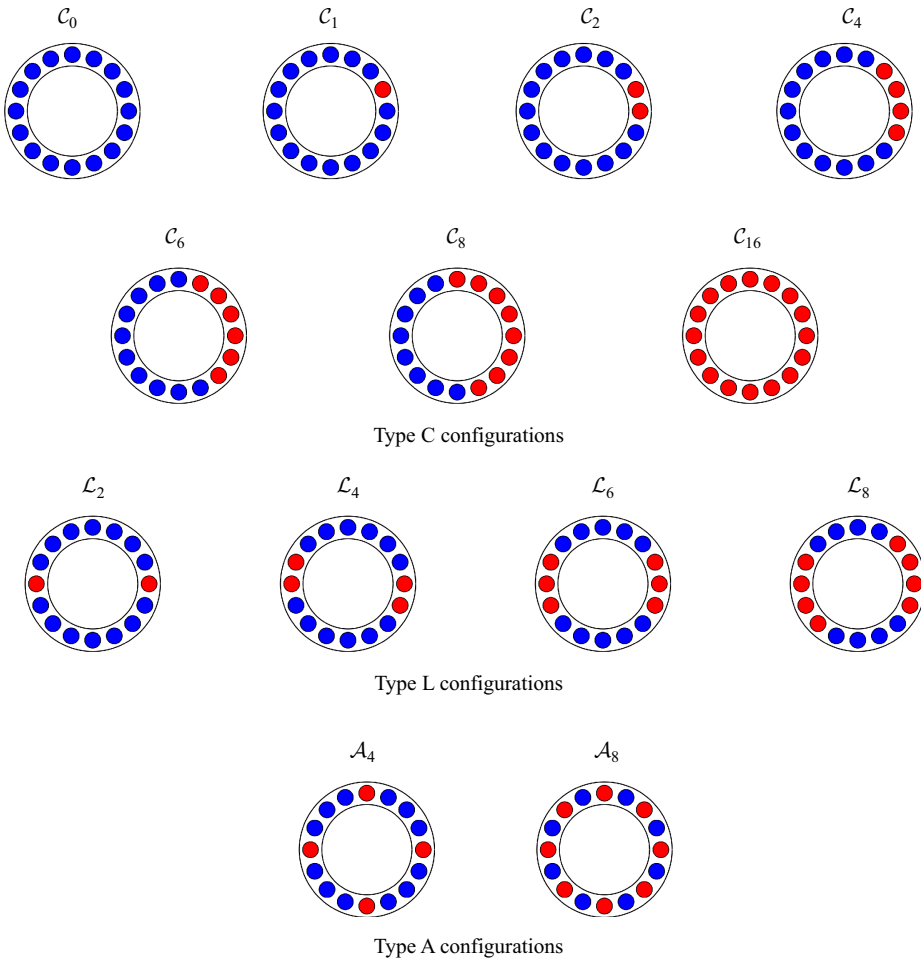 𝒞₀ 𝒞₁ 𝒞₂ 𝒞₄
𝒞₆ 𝒞₈ 𝒞₁₆
Type C configurations
ℒ₂ ℒ₄ ℒ₆ ℒ₈
Type L configurations
𝒜₄ 𝒜₈
Type A configurations